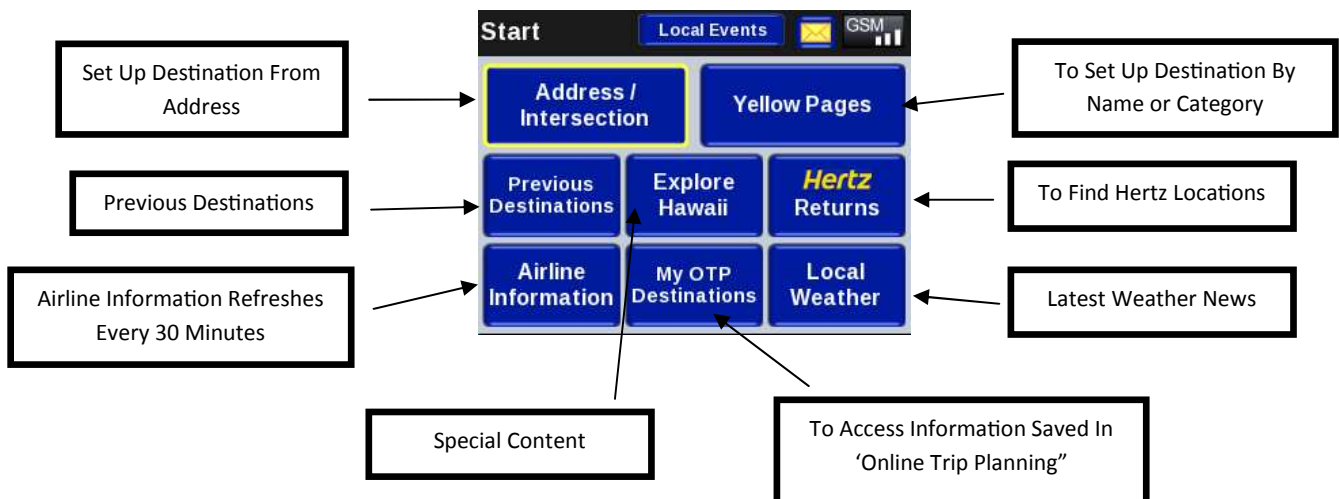 Start
Local Events
GSM
Set Up Destination From
Address
Address /
Intersection
Yellow Pages
To Set Up Destination By
Name or Category
Previous Destinations
Previous
Destinations
Explore
Hawaii
Hertz
Returns
To Find Hertz Locations
Airline Information Refreshes
Every 30 Minutes
Airline
Information
My OTP
Destinations
Local
Weather
Latest Weather News
Special Content
To Access Information Saved In
‘Online Trip Planning”